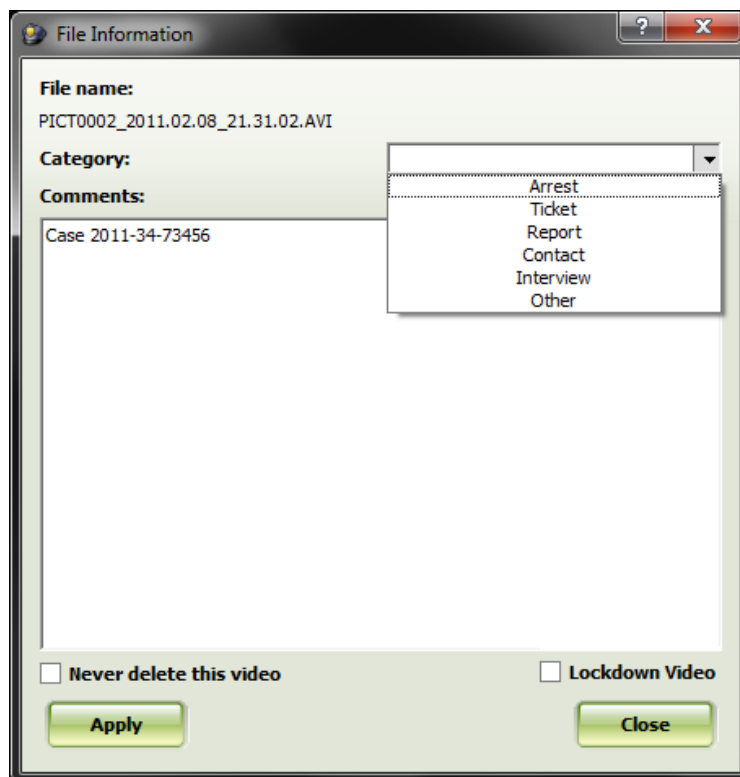 File Information
File name:
PICT0002_2011.02.08_21.31.02.AVI
Category:
Arrest
Ticket
Report
Contact
Interview
Other
Comments:
Case 2011-34-73456
Never delete this video
Lockdown Video
Apply
Close